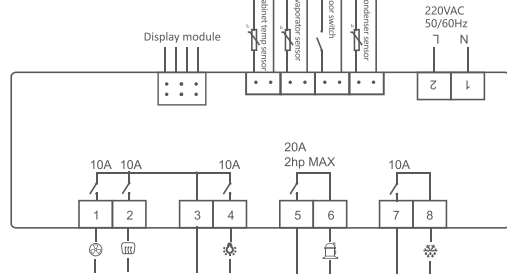 220VAC
50/60Hz
Display module
abinet temp sensor
vaporator sensor
oor switch
ondenser sensor
L N
2 1
20A
2hp MAX
10A 10A 10A 10A
1 2 3 4 5 6 7 8